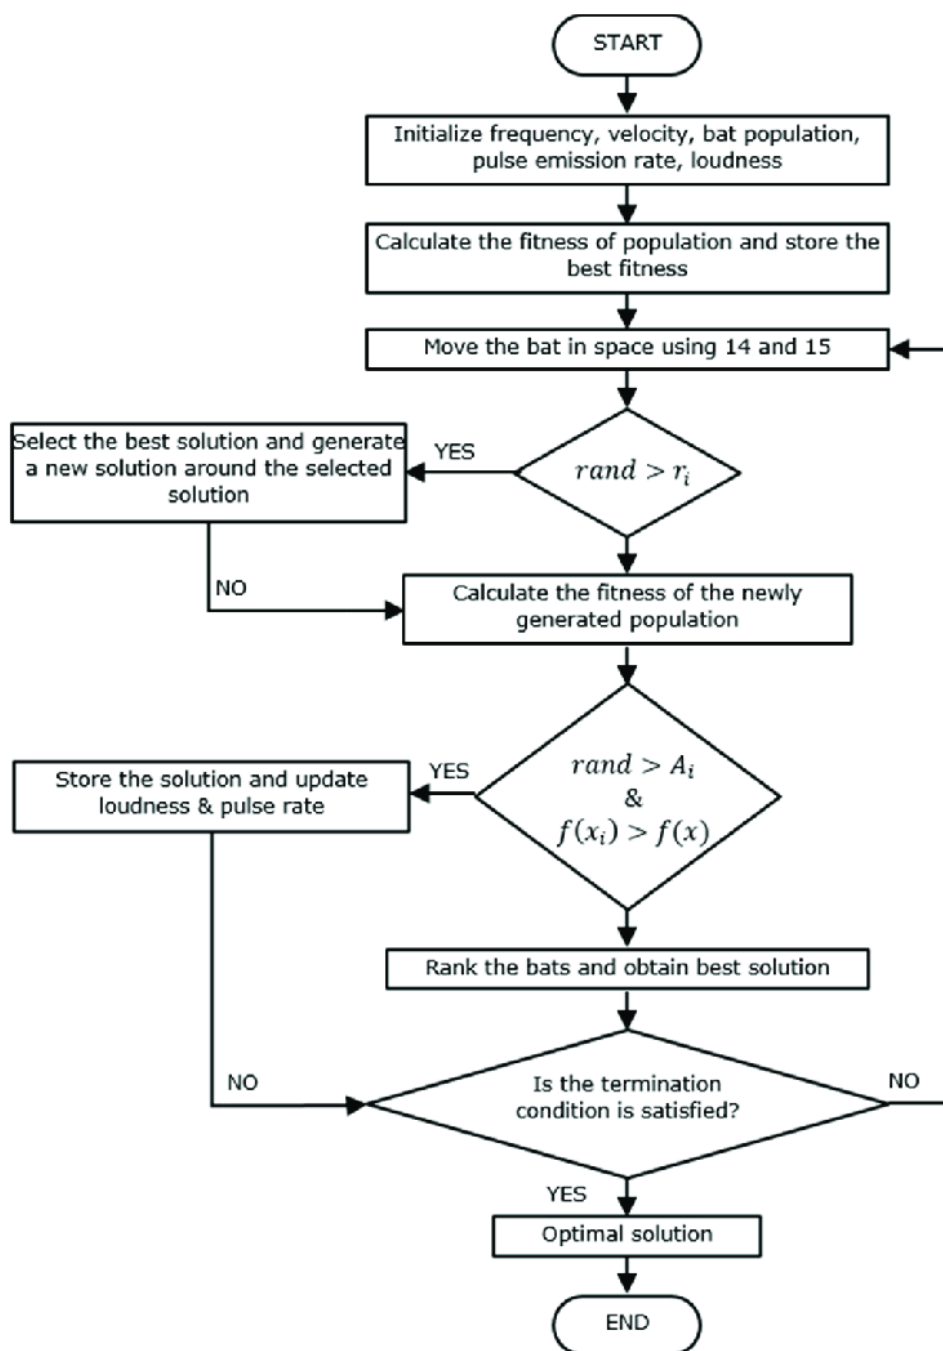 START
Initialize frequency, velocity, bat population,
pulse emission rate, loudness
Calculate the fitness of population and store the
best fitness
Move the bat in space using 14 and 15
Select the best solution and generate
a new solution around the selected
solution
YES
rand > r_i
NO
Calculate the fitness of the newly
generated population
Store the solution and update
loudness & pulse rate
YES
rand > A_i
&
f(x_i) > f(x)
Rank the bats and obtain best solution
NO
Is the termination
condition is satisfied?
NO
YES
Optimal solution
END